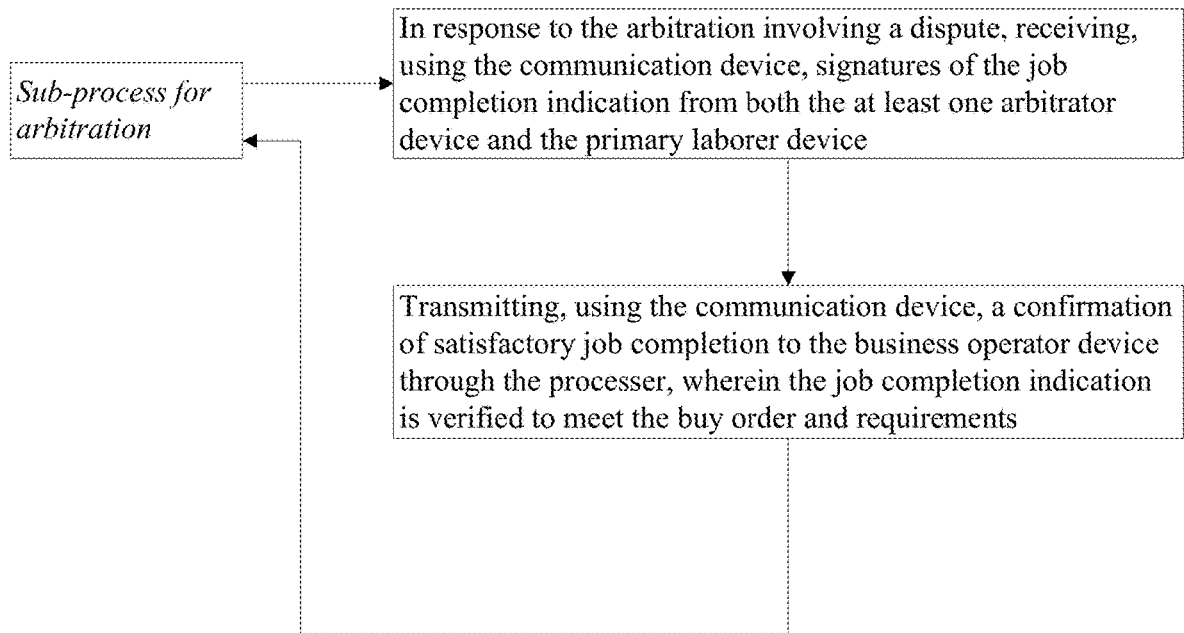 Sub-process for
arbitration
In response to the arbitration involving a dispute, receiving,
using the communication device, signatures of the job
completion indication from both the at least one arbitrator
device and the primary laborer device
Transmitting, using the communication device, a confirmation
of satisfactory job completion to the business operator device
through the processer, wherein the job completion indication
is verified to meet the buy order and requirements